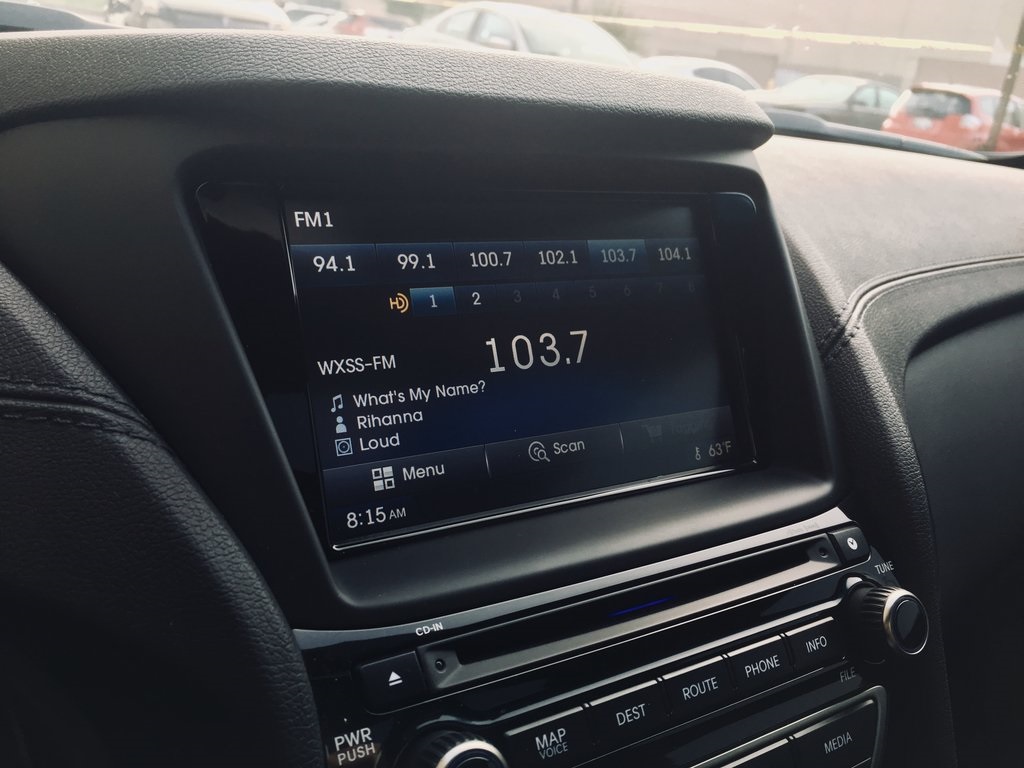 FM1
94.1 99.1 100.7 102.1 103.7 104.1
HD 1 2 3 4 5 6 7 8
WXSS-FM 103.7
What's My Name?
Rihanna
Loud
Menu Scan
8:15 AM 63°F
CD-IN
TUNE
PWR
PUSH
MAP
VOICE
DEST ROUTE PHONE INFO
FILE
MEDIA